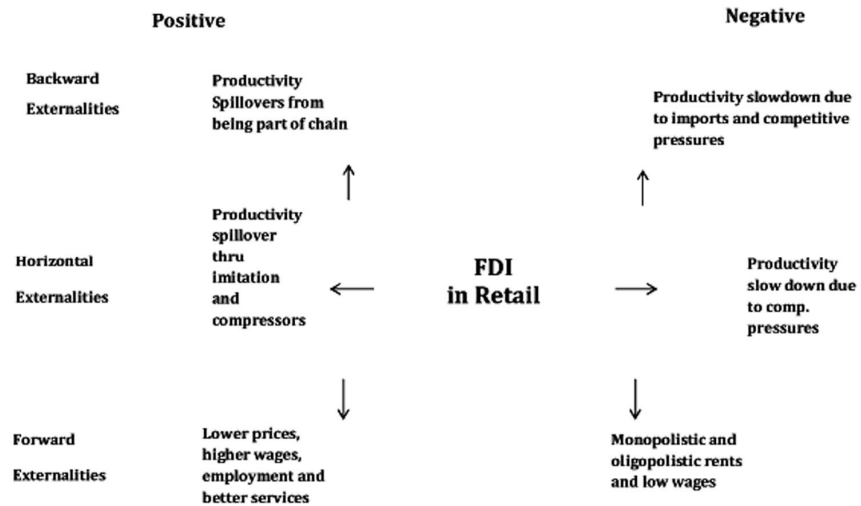 Positive
Negative
Backward
Externalities
Productivity
Spillovers from
being part of chain
Productivity slowdown due
to imports and competitive
pressures
Horizontal
Externalities
Productivity
spillover
thru
imitation
and
compressors
FDI
in Retail
Productivity
slow down due
to comp.
pressures
Forward
Externalities
Lower prices,
higher wages,
employment and
better services
Monopolistic and
oligopolistic rents
and low wages